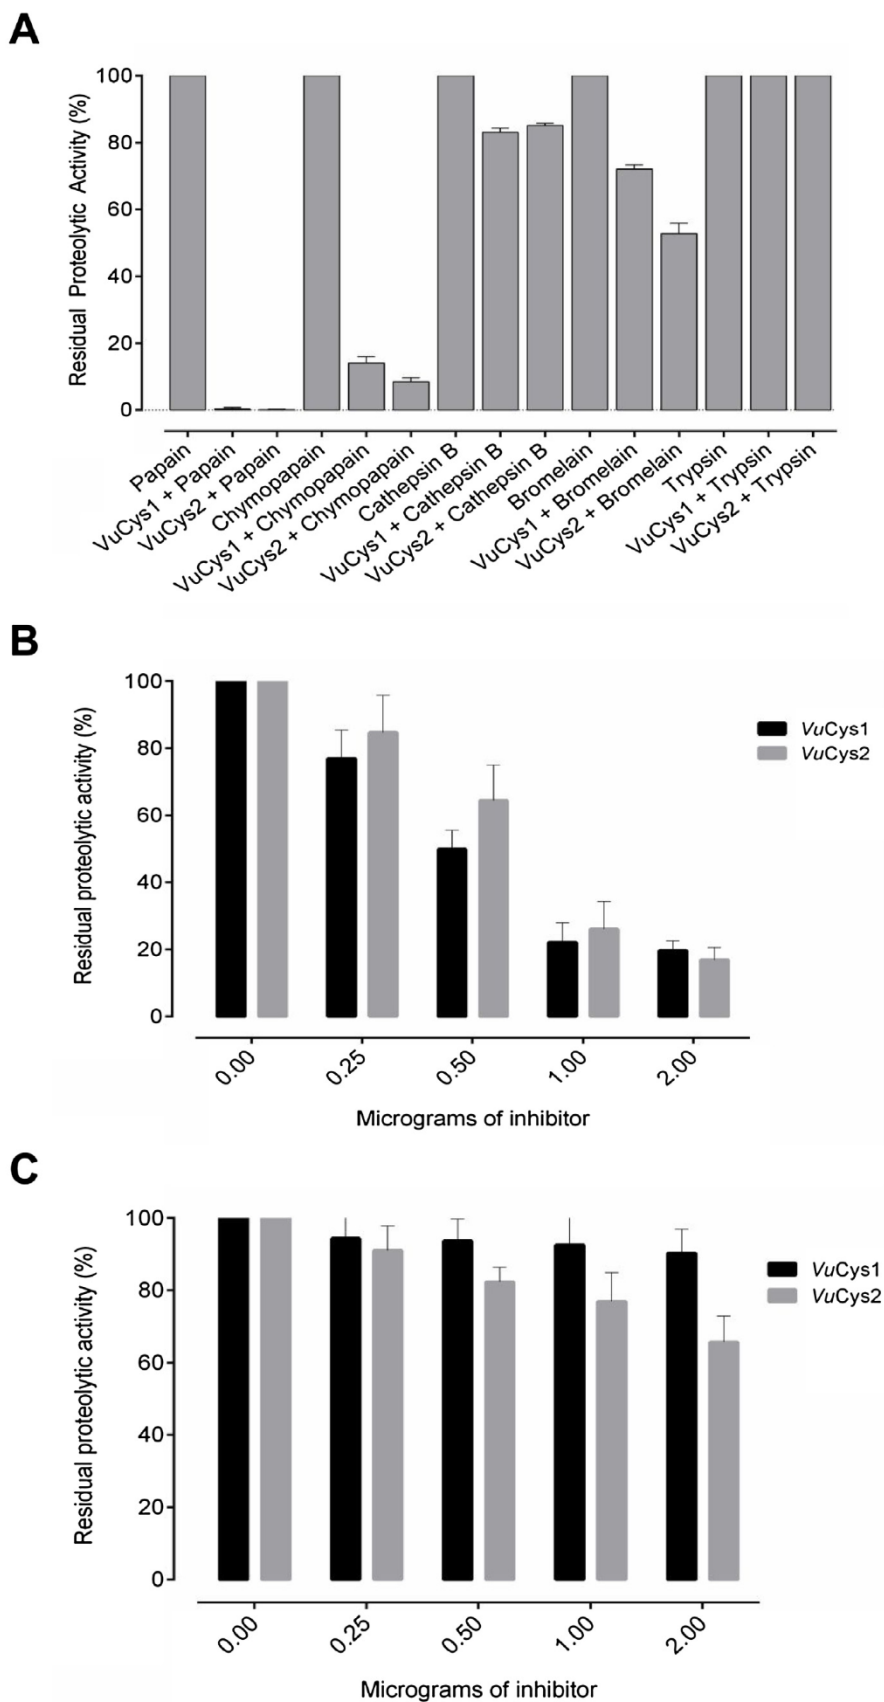 A
Residual Proteolytic Activity (%)
100
80
60
40
20
0
Papain
VuCys1 + Papain
VuCys2 + Papain
Chymopapain
VuCys1 + Chymopapain
VuCys2 + Chymopapain
Cathepsin B
VuCys1 + Cathepsin B
VuCys2 + Cathepsin B
Bromelain
VuCys1 + Bromelain
VuCys2 + Bromelain
Trypsin
VuCys1 + Trypsin
VuCys2 + Trypsin
B
Residual proteolytic activity (%)
100
80
60
40
20
0
VuCys1
VuCys2
0.00
0.25
0.50
1.00
2.00
Micrograms of inhibitor
C
Residual proteolytic activity (%)
100
80
60
40
20
0
VuCys1
VuCys2
0.00
0.25
0.50
1.00
2.00
Micrograms of inhibitor